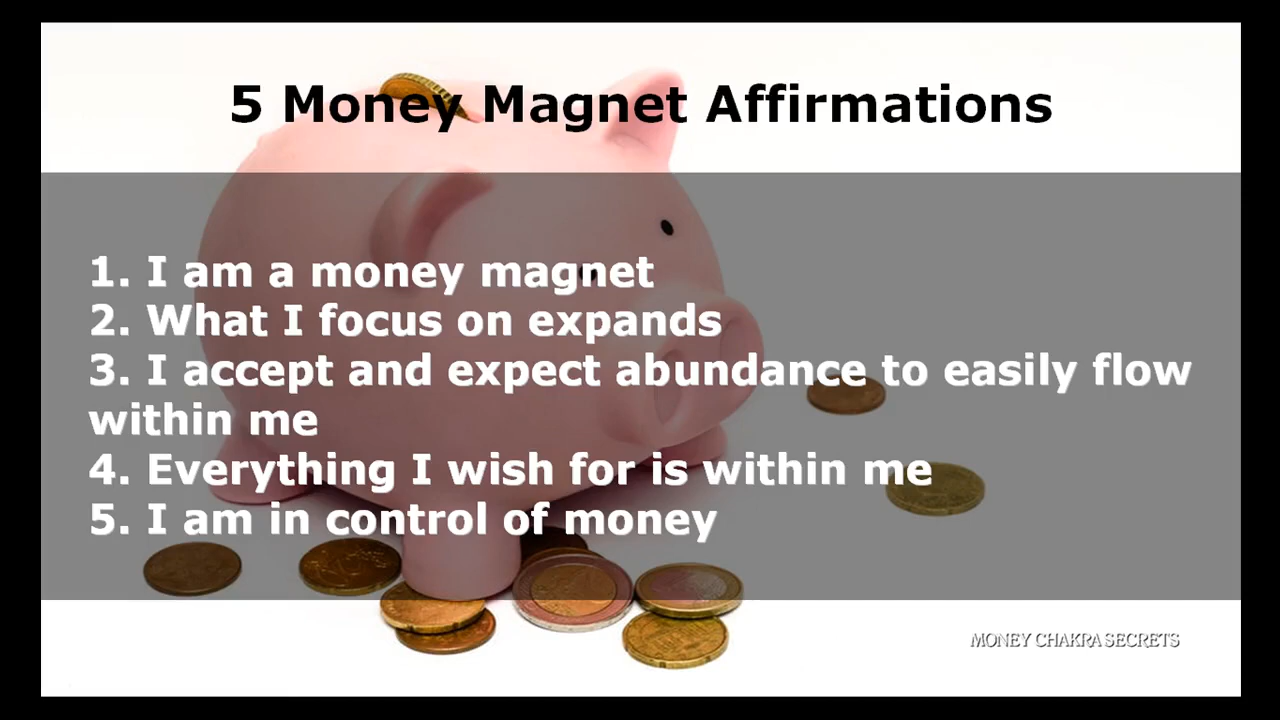 5 Money Magnet Affirmations
1. I am a money magnet
2. What I focus on expands
3. I accept and expect abundance to easily flow
within me
4. Everything I wish for is within me
5. I am in control of money
MONEY CHAKRA SECRETS